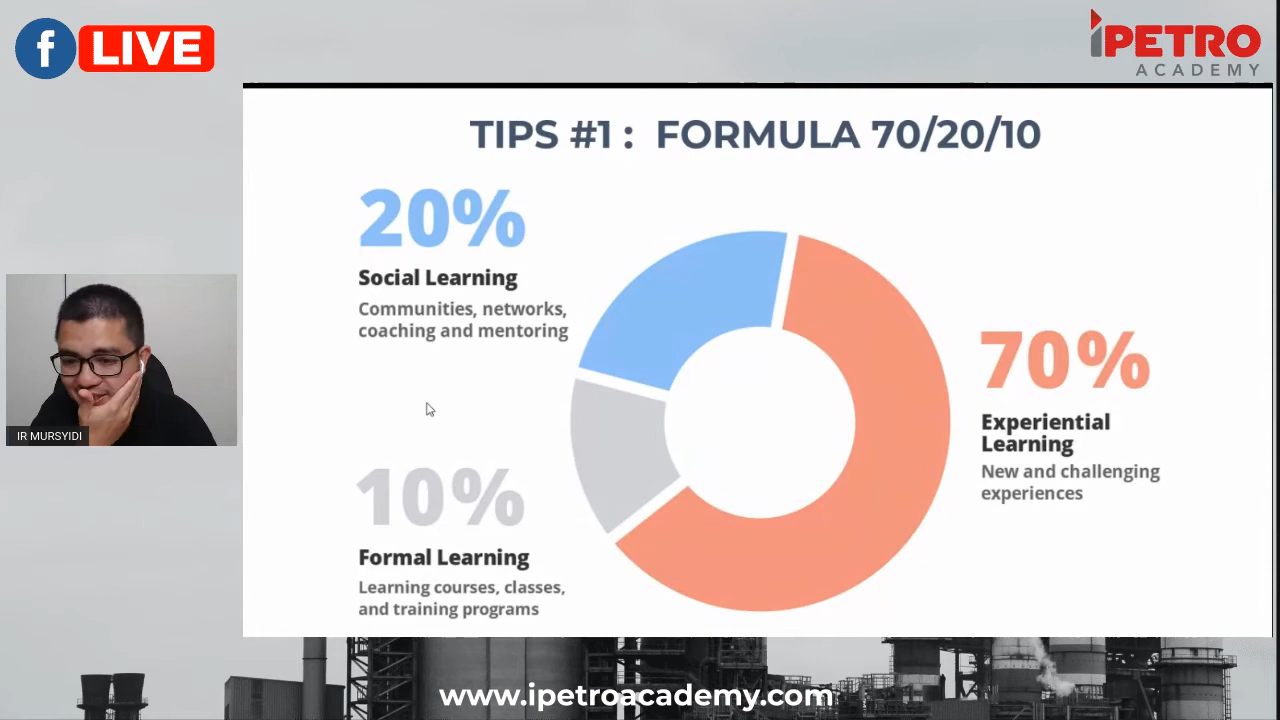 f LIVE
iPETRO
ACADEMY
TIPS #1 : FORMULA 70/20/10
20%
Social Learning
Communities, networks,
coaching and mentoring
70%
Experiential
Learning
New and challenging
experiences
10%
Formal Learning
Learning courses, classes,
and training programs
IR MURSYIDI
www.ipetroacademy.com